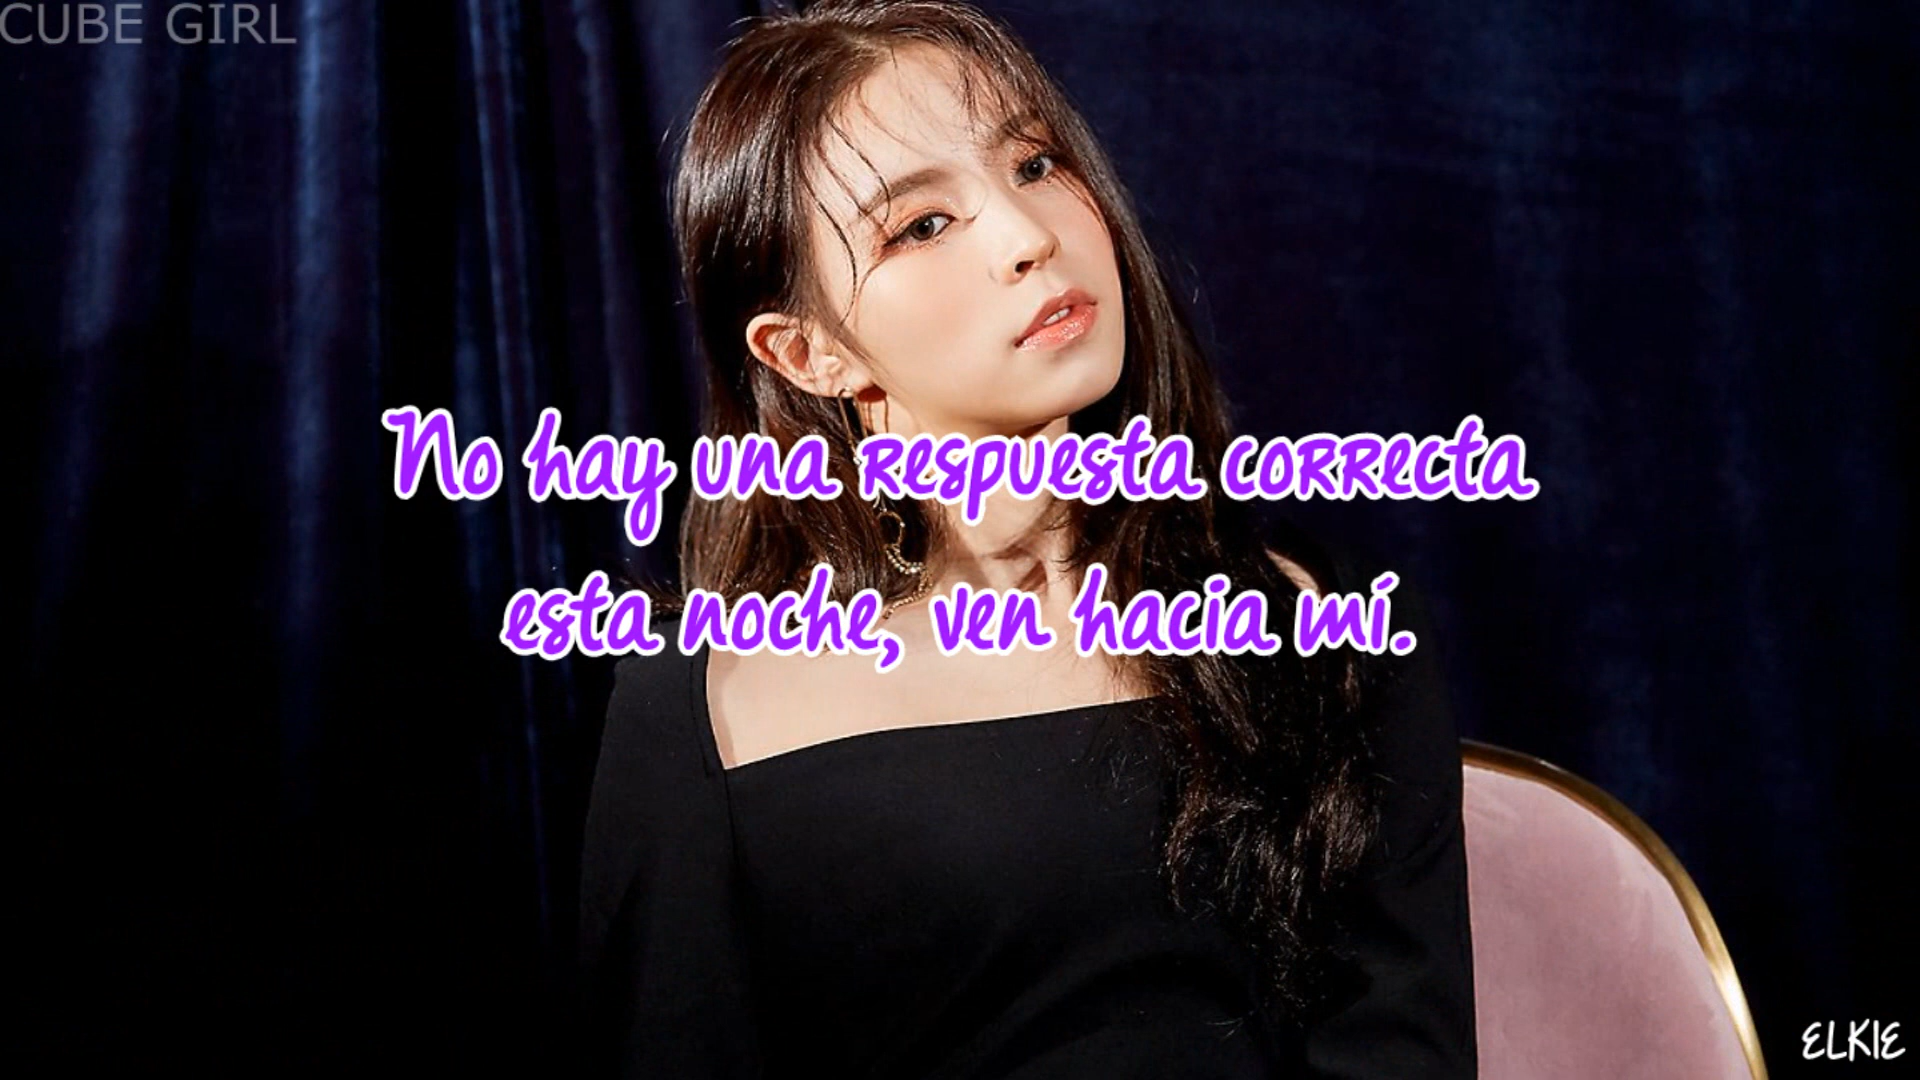 CUBE GIRL
No hay una respuesta correcta
esta noche, ven hacia mí.
ELKIE